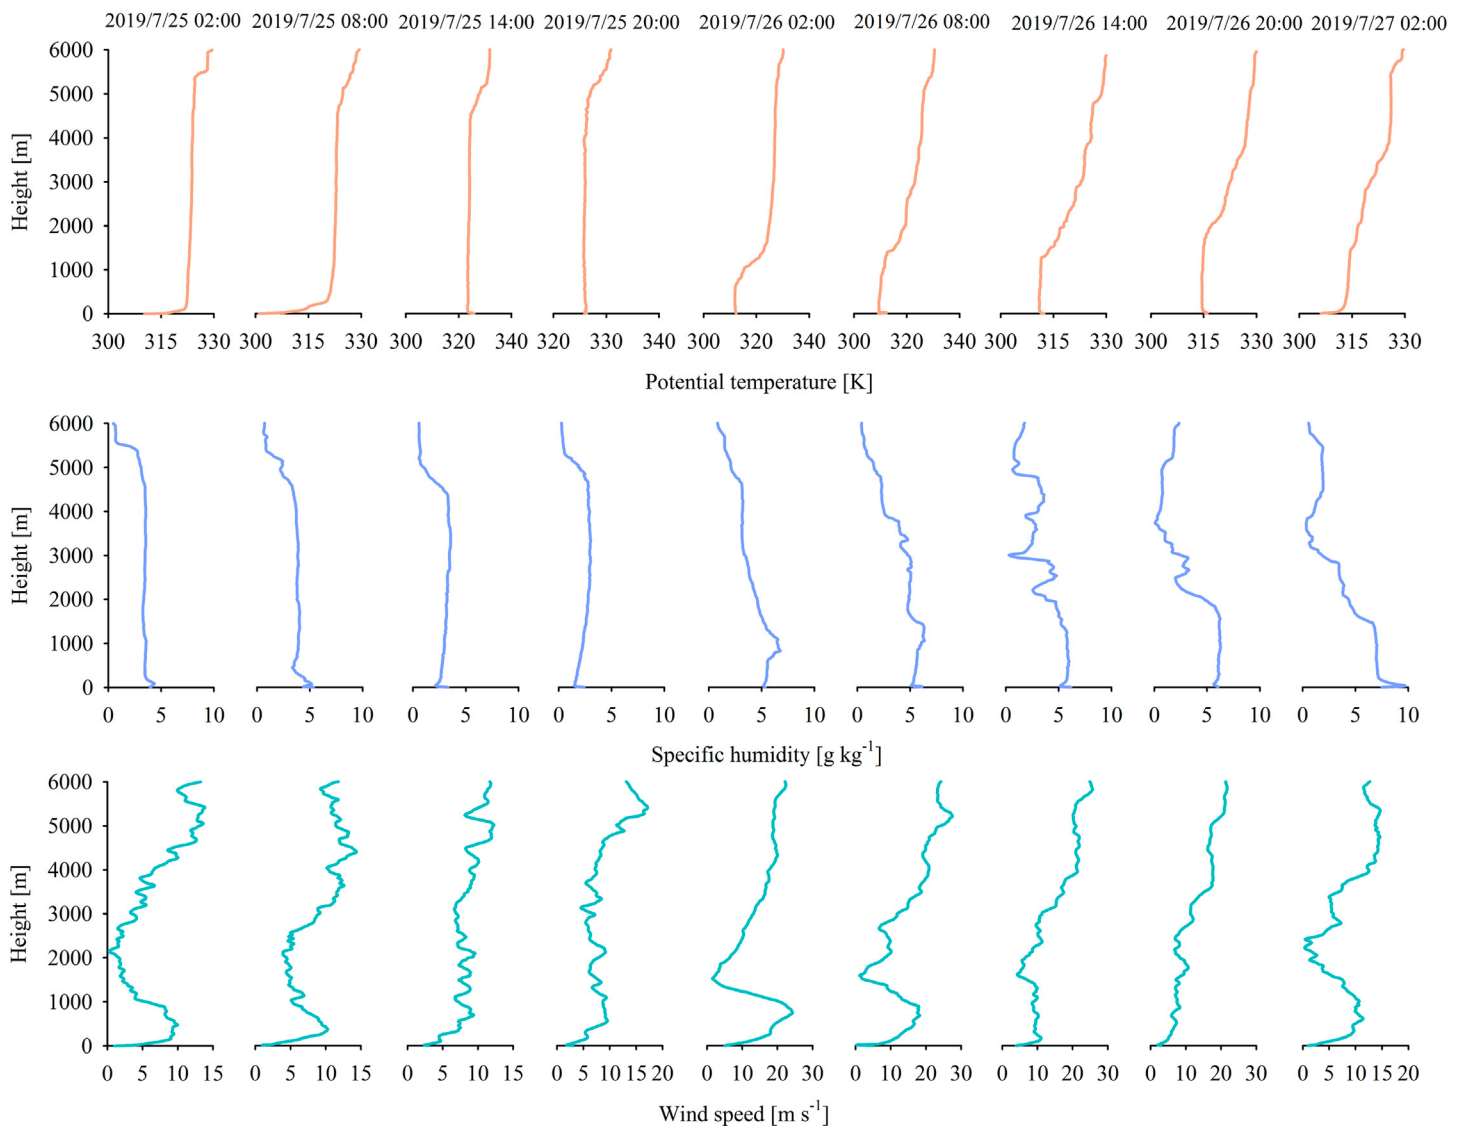 2019/7/25 02:00 2019/7/25 08:00 2019/7/25 14:00 2019/7/25 20:00 2019/7/26 02:00 2019/7/26 08:00 2019/7/26 14:00 2019/7/26 20:00 2019/7/27 02:00
6000
5000
4000
3000
2000
1000
0
Height [m]
300 315 330 300 315 330 300 320 340 320 330 340 300 320 340 300 320 340 300 315 330 300 315 330 300 315 330
Potential temperature [K]
6000
5000
4000
3000
2000
1000
0
Height [m]
0 5 10 0 5 10 0 5 10 0 5 10 0 5 10 0 5 10 0 5 10 0 5 10 0 5 10
Specific humidity [g kg⁻¹]
6000
5000
4000
3000
2000
1000
0
Height [m]
0 5 10 15 0 5 10 15 0 5 10 15 0 5 10 15 20 0 10 20 30 0 10 20 30 0 10 20 30 0 10 20 30 0 5 10 15 20
Wind speed [m s⁻¹]